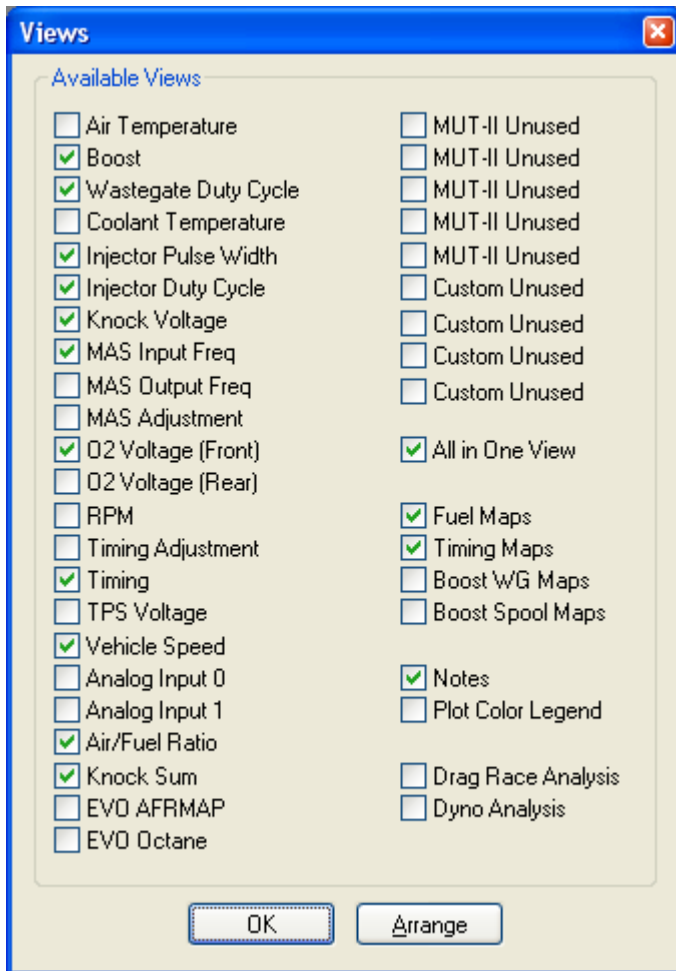 Views
Available Views
Air Temperature
Boost
Wastegate Duty Cycle
Coolant Temperature
Injector Pulse Width
Injector Duty Cycle
Knock Voltage
MAS Input Freq
MAS Output Freq
MAS Adjustment
O2 Voltage (Front)
O2 Voltage (Rear)
RPM
Timing Adjustment
Timing
TPS Voltage
Vehicle Speed
Analog Input 0
Analog Input 1
Air/Fuel Ratio
Knock Sum
EVO AFRMAP
EVO Octane
MUT-II Unused
MUT-II Unused
MUT-II Unused
MUT-II Unused
MUT-II Unused
Custom Unused
Custom Unused
Custom Unused
Custom Unused
All in One View
Fuel Maps
Timing Maps
Boost WG Maps
Boost Spool Maps
Notes
Plot Color Legend
Drag Race Analysis
Dyno Analysis
OK
Arrange